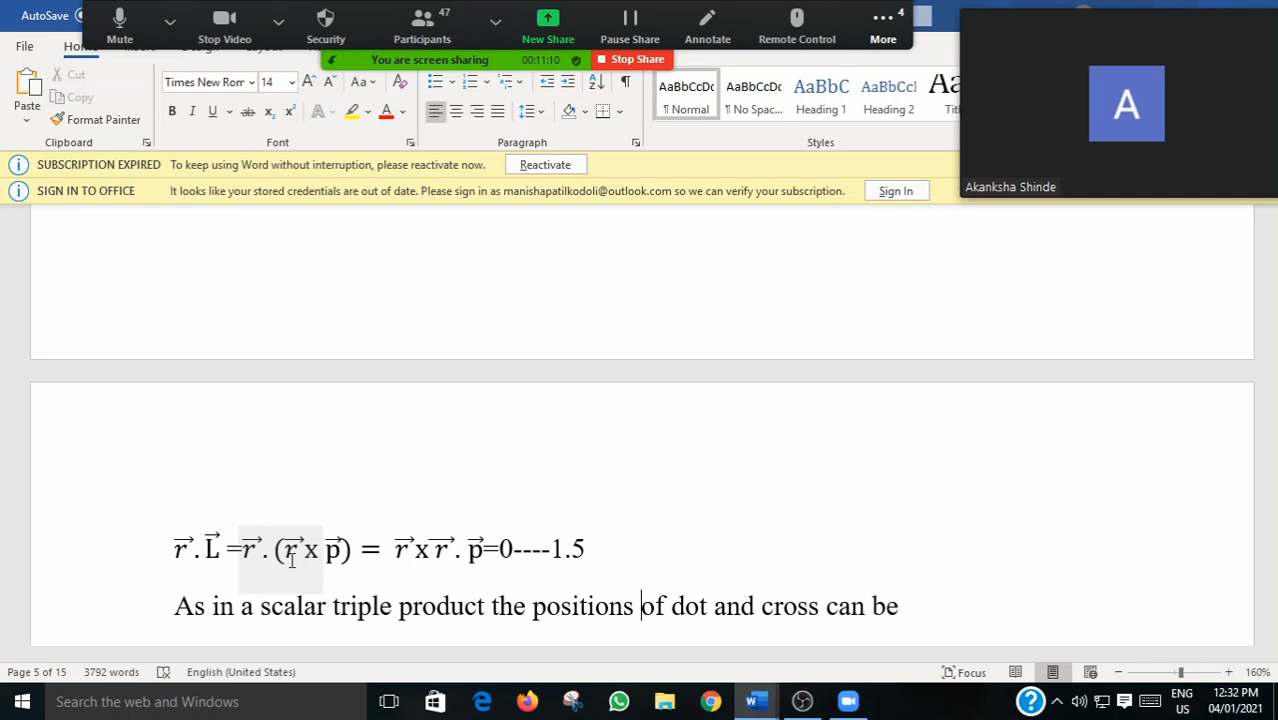 AutoSave
Mute
Stop Video
Security
47
Participants
New Share
Pause Share
Annotate
Remote Control
4
More
You are screen sharing
00:11:10
Stop Share
File
Paste
Cut
Copy
Format Painter
Clipboard
Times New Rom
14
Aa
B I U ab x₂ x²
Font
Paragraph
AaBbCcDc
¶ Normal
AaBbCcDc
¶ No Spac...
AaBbC
Heading 1
AaBbCcI
Heading 2
Styles
A
Akanksha Shinde
SUBSCRIPTION EXPIRED To keep using Word without interruption, please reactivate now. Reactivate
SIGN IN TO OFFICE It looks like your stored credentials are out of date. Please sign in as manishapatilkodoli@outlook.com so we can verify your subscription. Sign In
r⃗ . L⃗ =r⃗ . (r⃗ x p⃗) = r⃗ x r⃗ . p⃗=0----1.5
As in a scalar triple product the positions of dot and cross can be
Page 5 of 15 3792 words English (United States) Focus 160%
Search the web and Windows
ENG
US
12:32 PM
04/01/2021